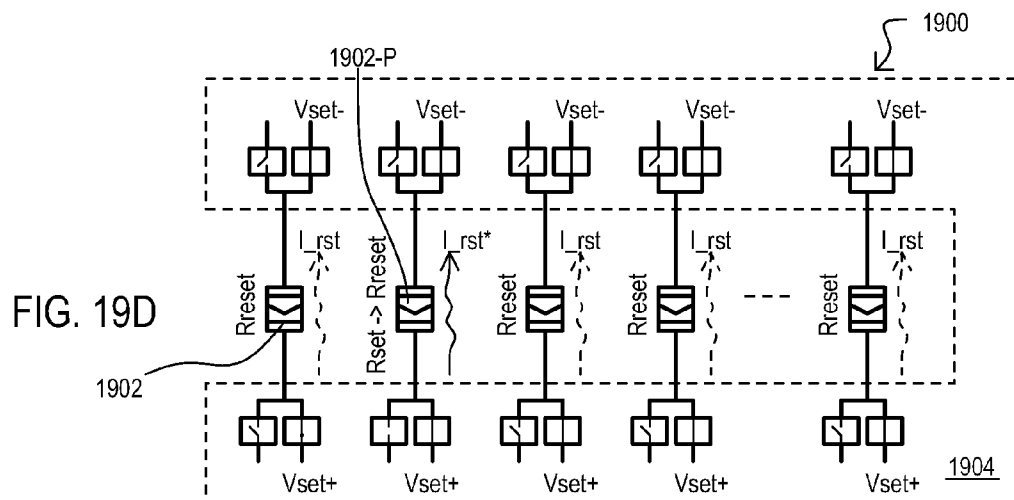 1900
1902-P
Vset- Vset- Vset- Vset- Vset-
I_rst I_rst* I_rst I_rst I_rst
Rreset Rset -> Rreset Rreset Rreset Rreset
FIG. 19D
1902
1904
Vset+ Vset+ Vset+ Vset+ Vset+